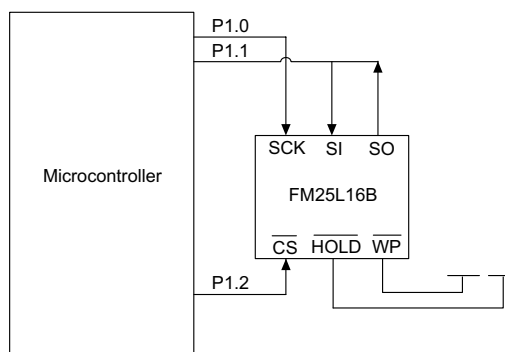 P1.0
P1.1
SCK SI SO
Microcontroller
FM25L16B
CS HOLD WP
P1.2